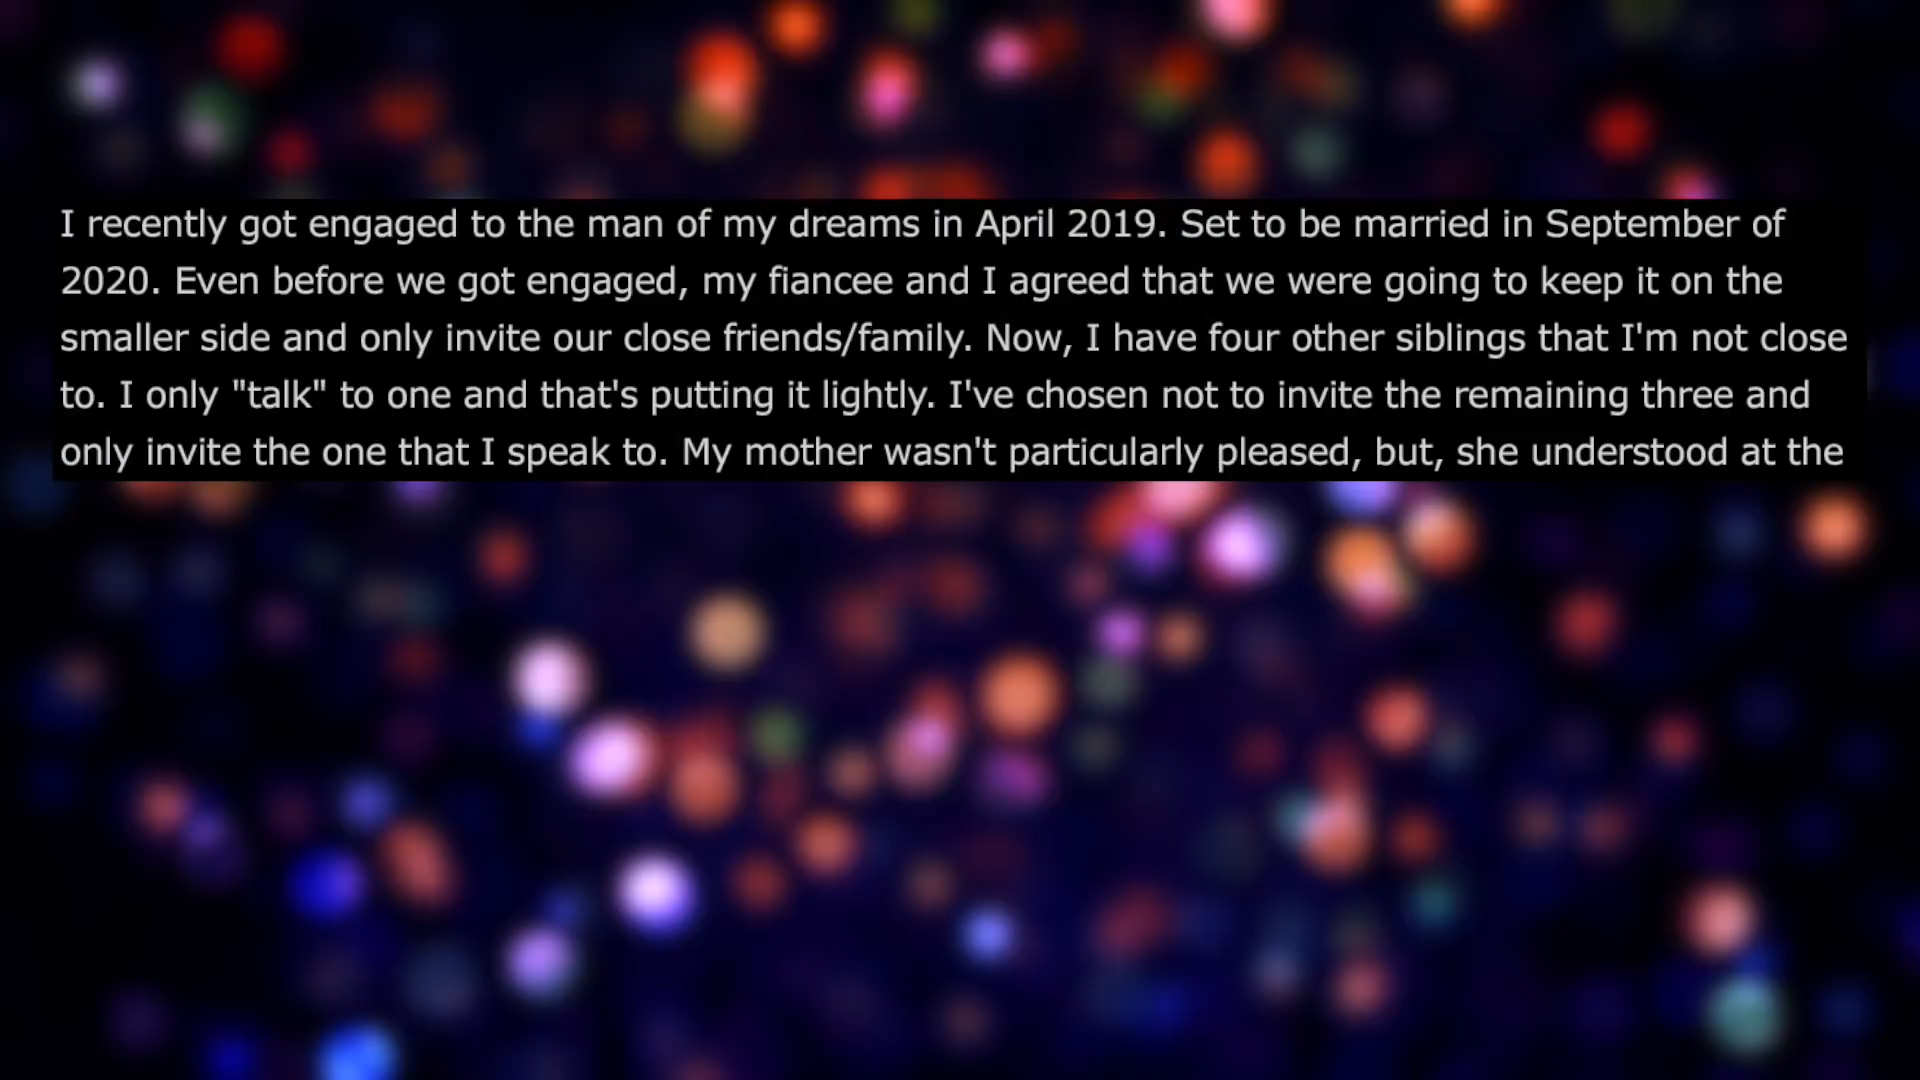 I recently got engaged to the man of my dreams in April 2019. Set to be married in September of
2020. Even before we got engaged, my fiancee and I agreed that we were going to keep it on the
smaller side and only invite our close friends/family. Now, I have four other siblings that I'm not close
to. I only "talk" to one and that's putting it lightly. I've chosen not to invite the remaining three and
only invite the one that I speak to. My mother wasn't particularly pleased, but, she understood at the